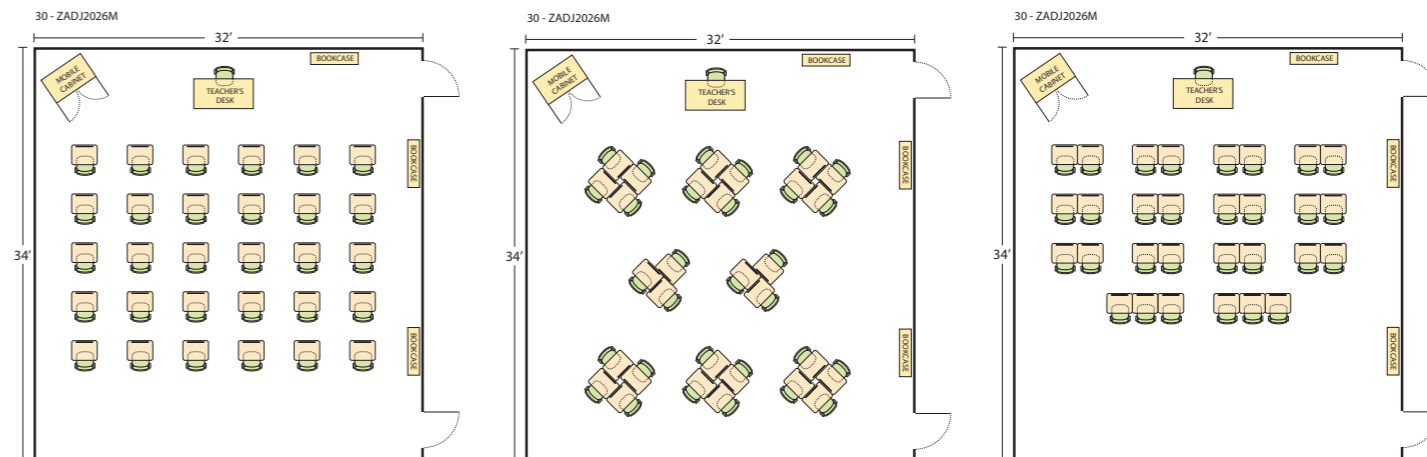 30 - ZADJ2026M
32’
BOOKCASE
MOBILE
CABINET
TEACHER'S
DESK
BOOKCASE
34’
BOOKCASE
30 - ZADJ2026M
32’
BOOKCASE
MOBILE
CABINET
TEACHER'S
DESK
BOOKCASE
34’
BOOKCASE
30 - ZADJ2026M
32’
BOOKCASE
MOBILE
CABINET
TEACHER'S
DESK
BOOKCASE
34’
BOOKCASE